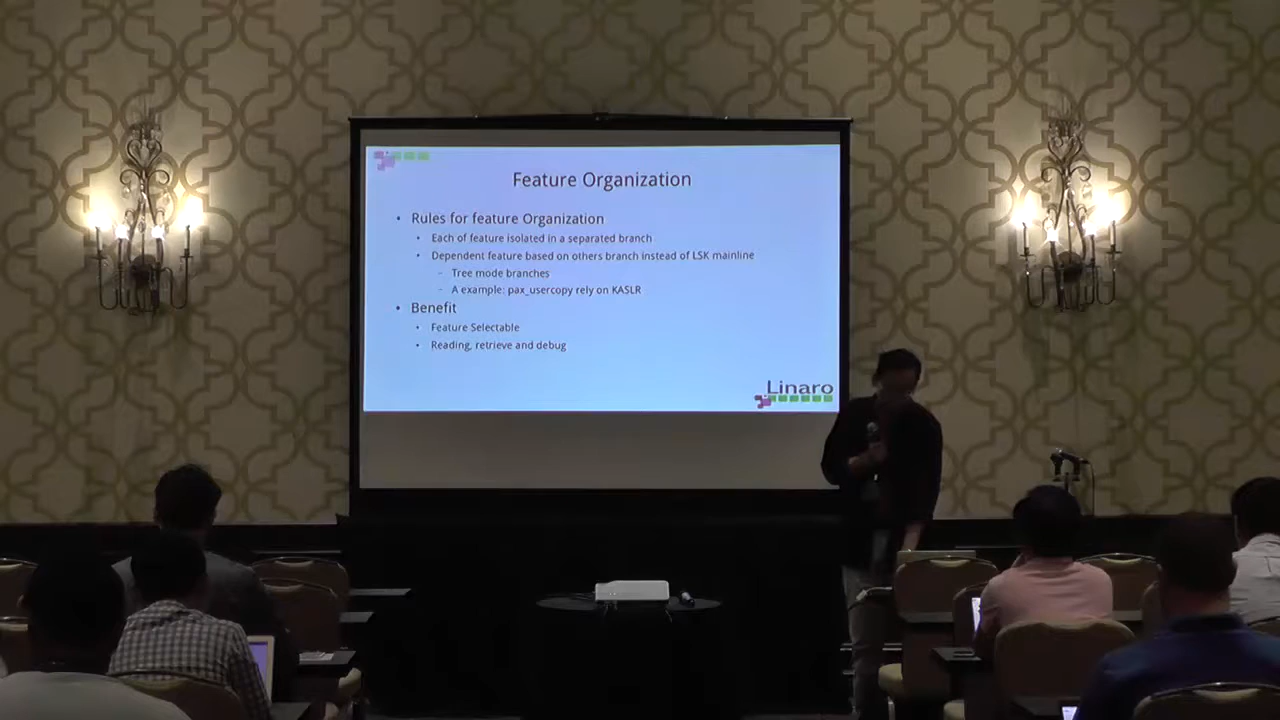 Feature Organization
• Rules for feature Organization
• Each of feature isolated in a separated branch
• Dependent feature based on others branch instead of LSK mainline
– Tree mode branches
– A example: pax_usercopy rely on KASLR
• Benefit
• Feature Selectable
• Reading, retrieve and debug
Linaro